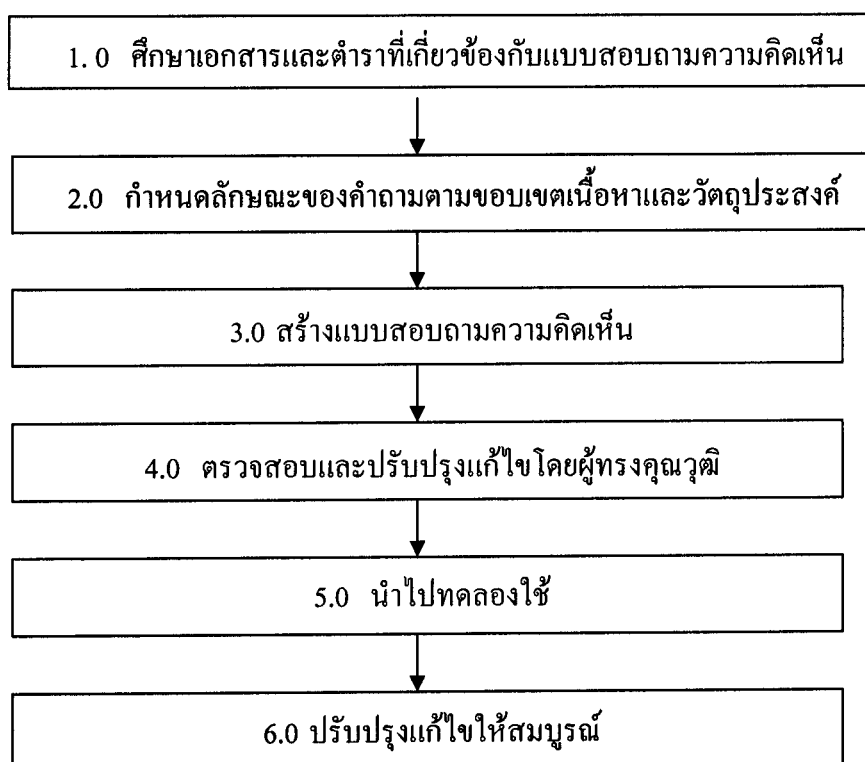 1. 0 ศึกษาเอกสารและตำราที่เกี่ยวข้องกับแบบสอบถามความคิดเห็น
2.0 กำหนดลักษณะของคำถามตามขอบเขตเนื้อหาและวัตถุประสงค์
3.0 สร้างแบบสอบถามความคิดเห็น
4.0 ตรวจสอบและปรับปรุงแก้ไขโดยผู้ทรงคุณวุฒิ
5.0 นำไปทดลองใช้
6.0 ปรับปรุงแก้ไขให้สมบูรณ์